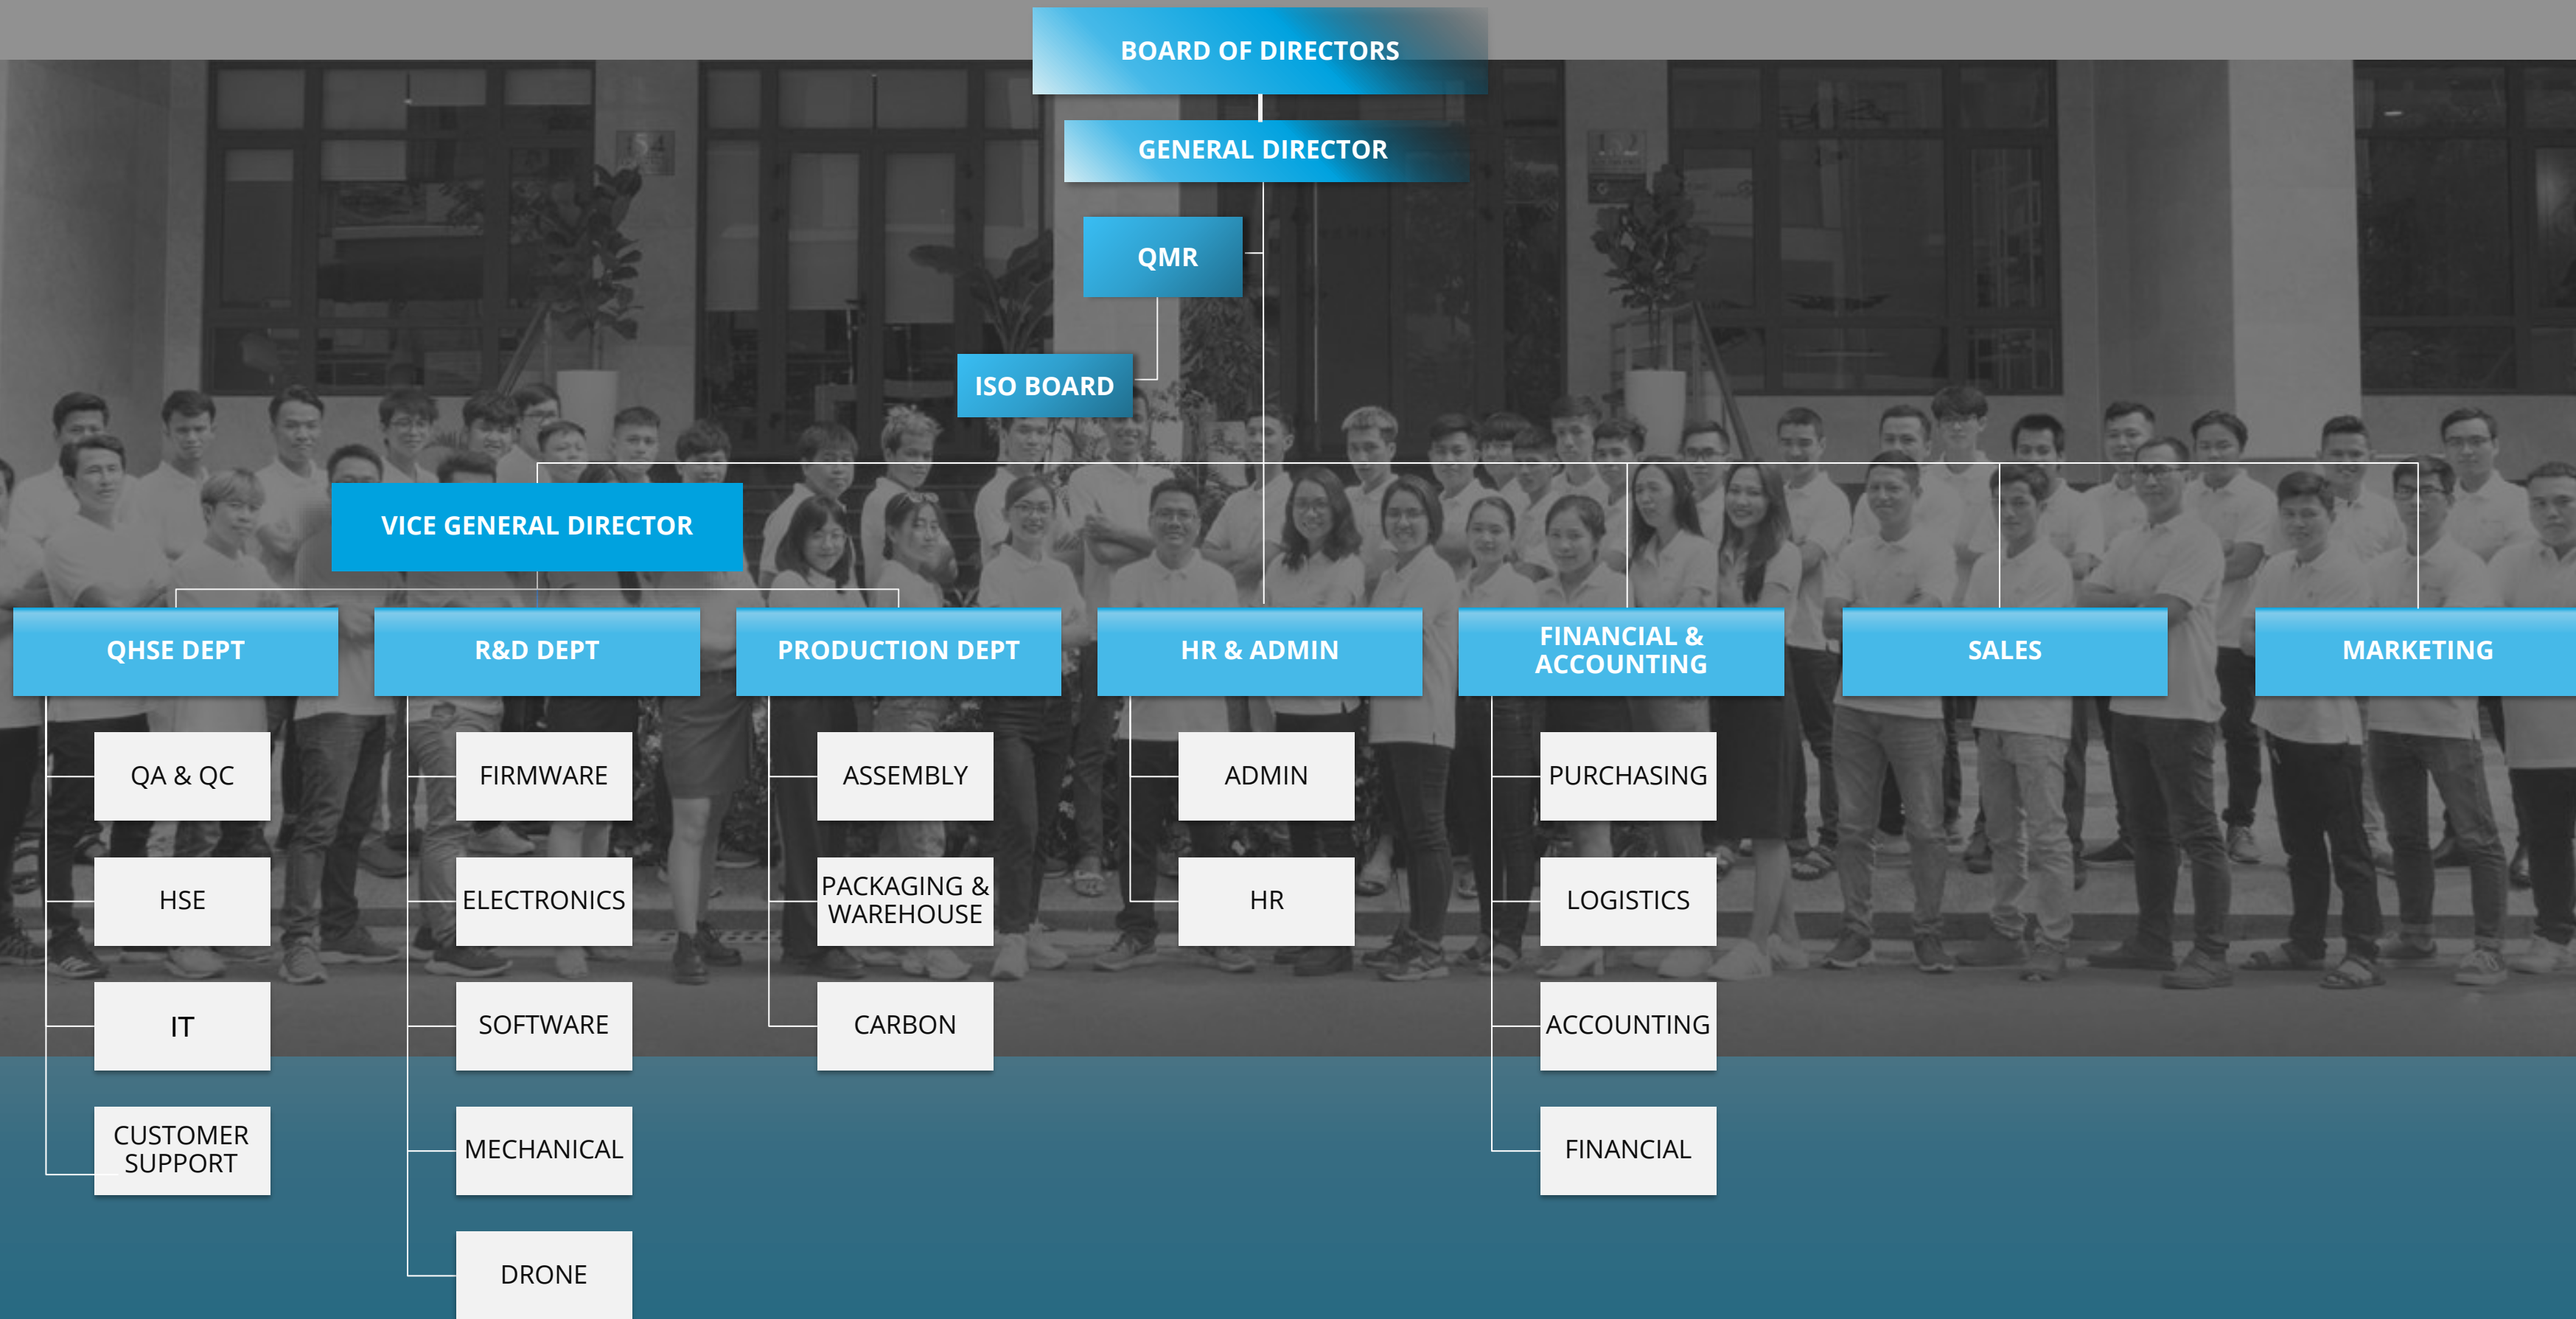 BOARD OF DIRECTORS
GENERAL DIRECTOR
QMR
ISO BOARD
VICE GENERAL DIRECTOR
QHSE DEPT
R&D DEPT
PRODUCTION DEPT
HR & ADMIN
FINANCIAL &
ACCOUNTING
SALES
MARKETING
QA & QC
HSE
IT
CUSTOMER
SUPPORT
FIRMWARE
ELECTRONICS
SOFTWARE
MECHANICAL
DRONE
ASSEMBLY
PACKAGING &
WAREHOUSE
CARBON
ADMIN
HR
PURCHASING
LOGISTICS
ACCOUNTING
FINANCIAL